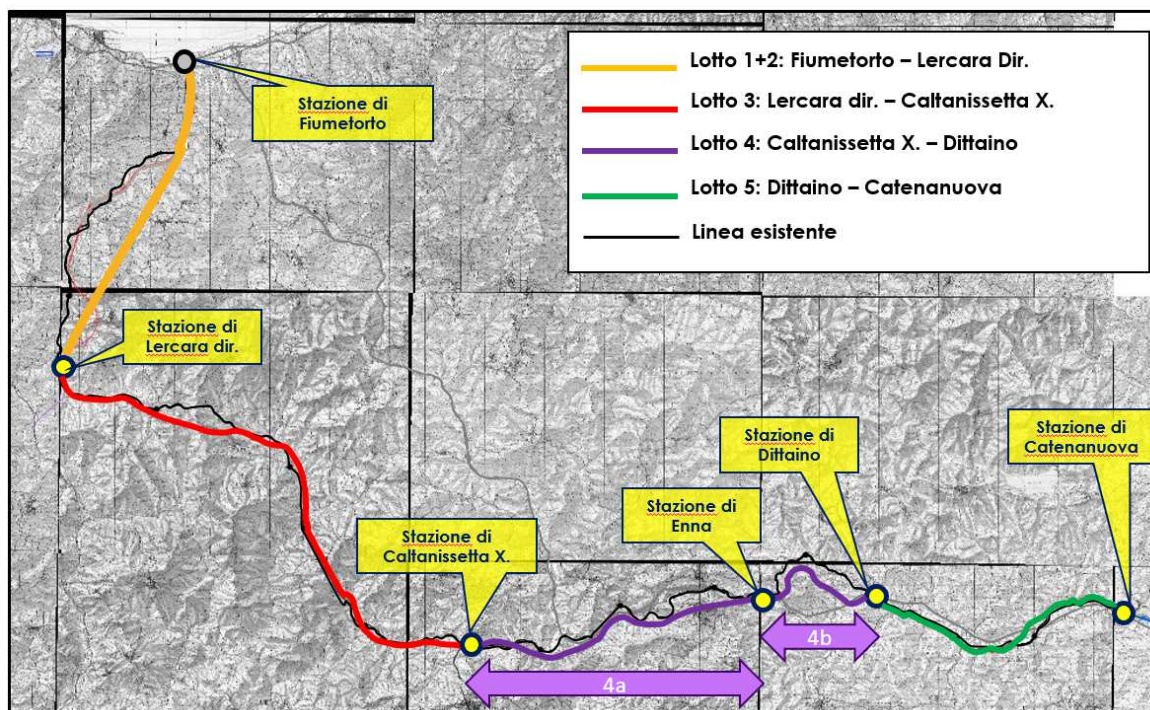 Lotto 1+2: Fiumetorto – Lercara Dir.
Lotto 3: Lercara dir. – Caltanissetta X.
Lotto 4: Caltanissetta X. – Dittaino
Lotto 5: Dittaino – Catenanuova
Linea esistente
Stazione di
Fiumetorto
Stazione di
Lercara dir.
Stazione di
Caltanissetta X.
Stazione di
Enna
Stazione di
Dittaino
Stazione di
Catenanuova
4a
4b